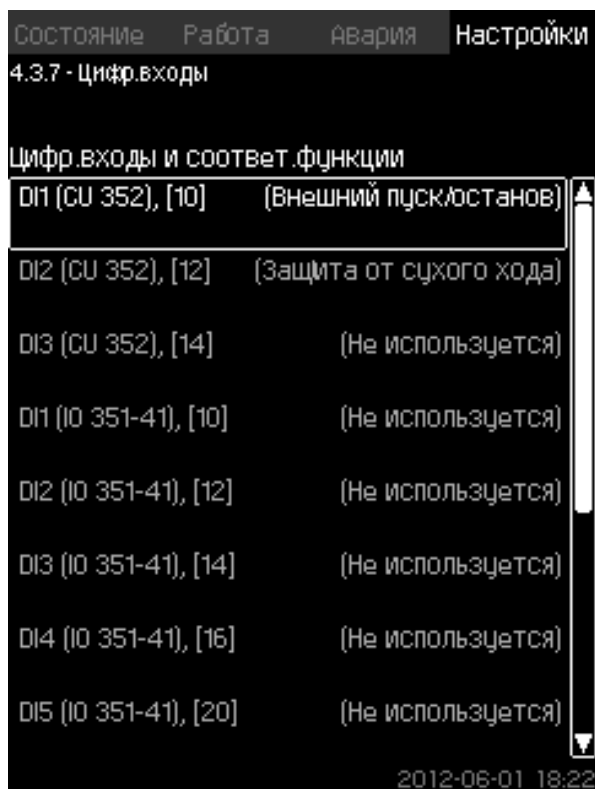 Состояние Работа Авария Настройки
4.3.7 - Цифр.входы
Цифр.входы и соответ.функции
DI1 (CU 352), [10] (Внешний пуск/останов)
DI2 (CU 352), [12] (Защита от сухого хода)
DI3 (CU 352), [14] (Не используется)
DI1 (IO 351-41), [10] (Не используется)
DI2 (IO 351-41), [12] (Не используется)
DI3 (IO 351-41), [14] (Не используется)
DI4 (IO 351-41), [16] (Не используется)
DI5 (IO 351-41), [20] (Не используется)
2012-06-01 18:22